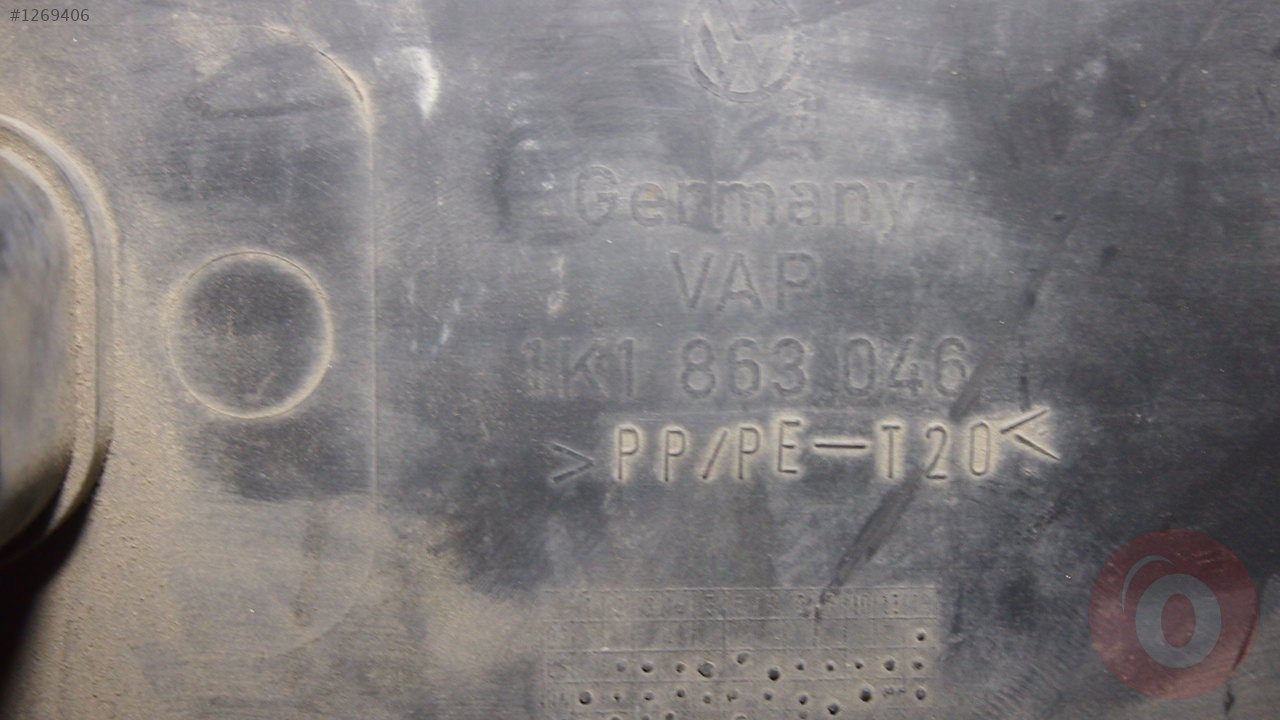 #1269406
Germany
VAP
1K1 863 046
>PP/PE-T20<